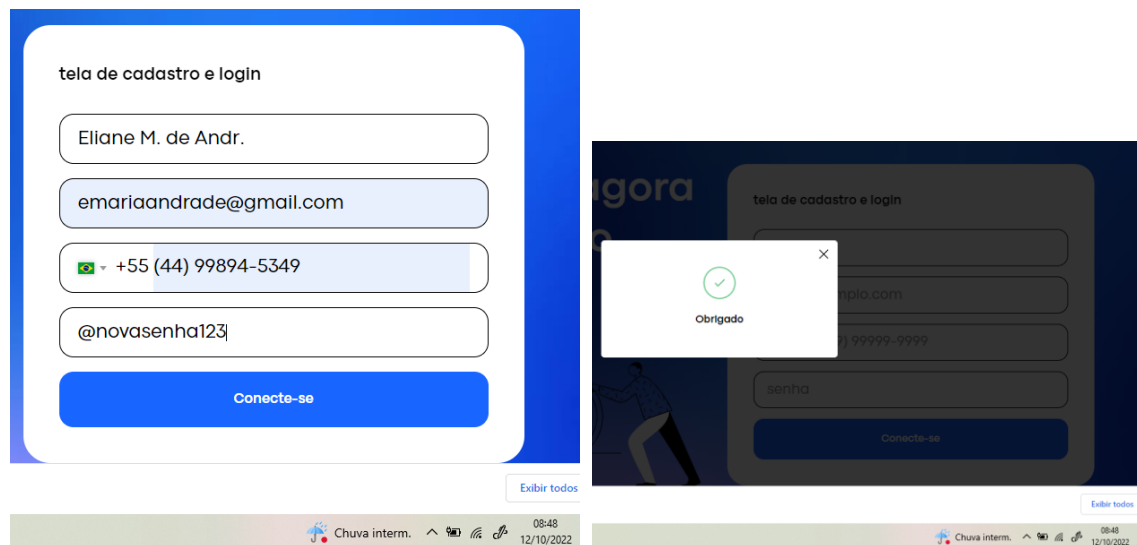 tela de cadastro e login
Eliane M. de Andr.
emariaandrade@gmail.com
+55 (44) 99894-5349
@novasenha123
Conecte-se
Exibir todos
Chuva interm.
08:48
12/10/2022
agora
o
tela de cadastro e login
mplo.com
9) 99999-9999
senha
Conecte-se
Obrigado
Exibir todos
Chuva interm.
08:48
12/10/2022